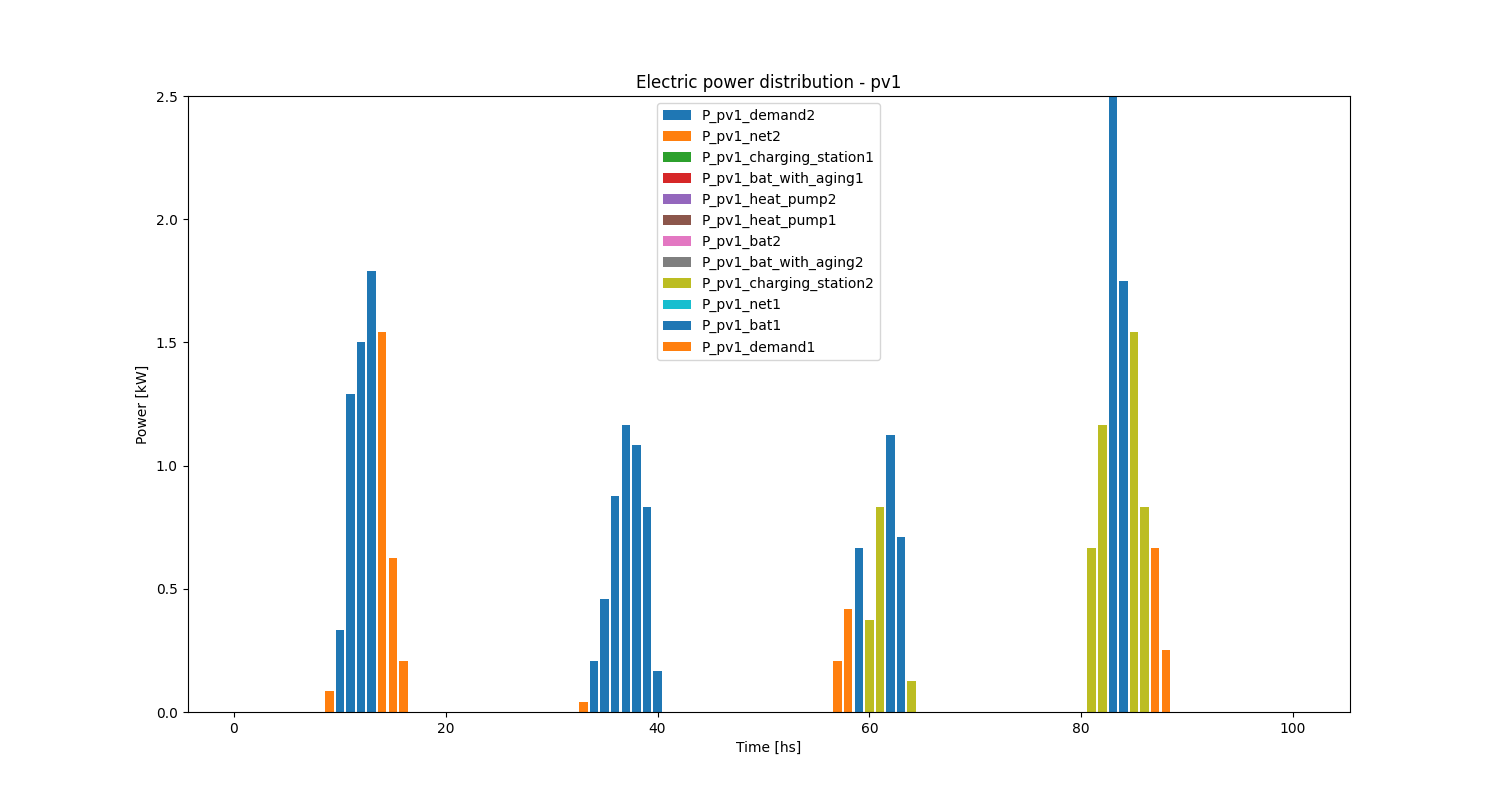 Electric power distribution - pv1
2.5
2.0
1.5
1.0
0.5
0.0
Power [kW]
P_pv1_demand2
P_pv1_net2
P_pv1_charging_station1
P_pv1_bat_with_aging1
P_pv1_heat_pump2
P_pv1_heat_pump1
P_pv1_bat2
P_pv1_bat_with_aging2
P_pv1_charging_station2
P_pv1_net1
P_pv1_bat1
P_pv1_demand1
0 20 40 60 80 100
Time [hs]